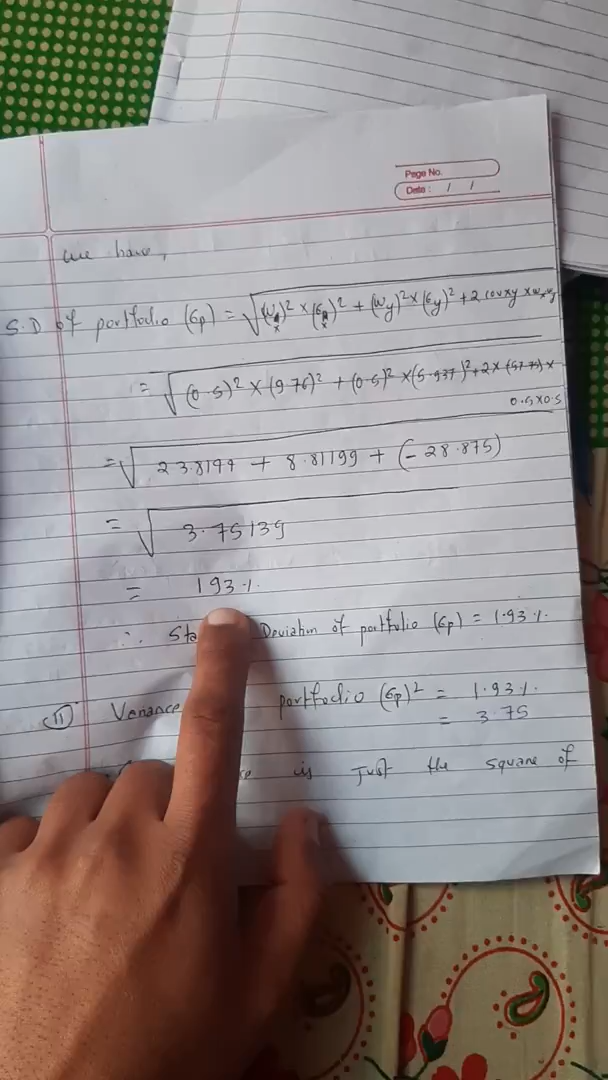 Page No.
Date : / /
we have,
S.D of portfolio (σp) = √(Wx)² × (σx)² + (Wy)² × (σy)² + 2 covxy × wx wy
= √(0.5)² × (9.76)² + (0.5)² × (5.937)² + 2 × (57.75) ×
0.5×0.5
= √23.8144 + 8.81199 + (-28.875)
= √3.75139
= 193%
∴ Deviation of portfolio (σp) = 1.93%
(II) portfolio (σp)² = 1.93%
= 3.75
is Just the square of